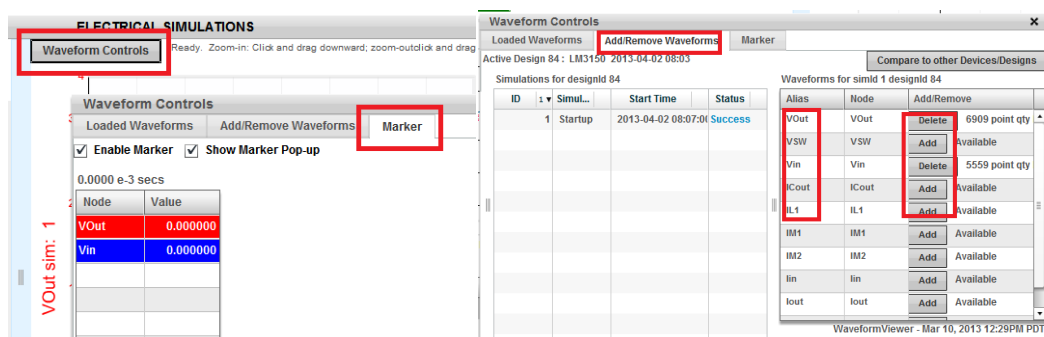 ELECTRICAL SIMULATIONS
Waveform Controls
Ready. Zoom-in: Click and drag downward; zoom-outclick and drag
Waveform Controls
Loaded Waveforms Add/Remove Waveforms Marker
Enable Marker Show Marker Pop-up
0.0000 e-3 secs
Node Value
VOut 0.000000
Vin 0.000000
VOut sim: 1
Waveform Controls
Loaded Waveforms Add/Remove Waveforms Marker
Active Design 84 : LM3150 2013-04-02 08:03
Compare to other Devices/Designs
Simulations for designId 84
ID 1 Simul... Start Time Status
1 Startup 2013-04-02 08:07:00 Success
Waveforms for simId 1 designId 84
Alias Node Add/Remove
VOut VOut Delete 6909 point qty
VSW VSW Add Available
Vin Vin Delete 5559 point qty
ICout ICout Add Available
IL1 IL1 Add Available
IM1 IM1 Add Available
IM2 IM2 Add Available
Iin Iin Add Available
Iout Iout Add Available
WaveformViewer - Mar 10, 2013 12:29PM PDT